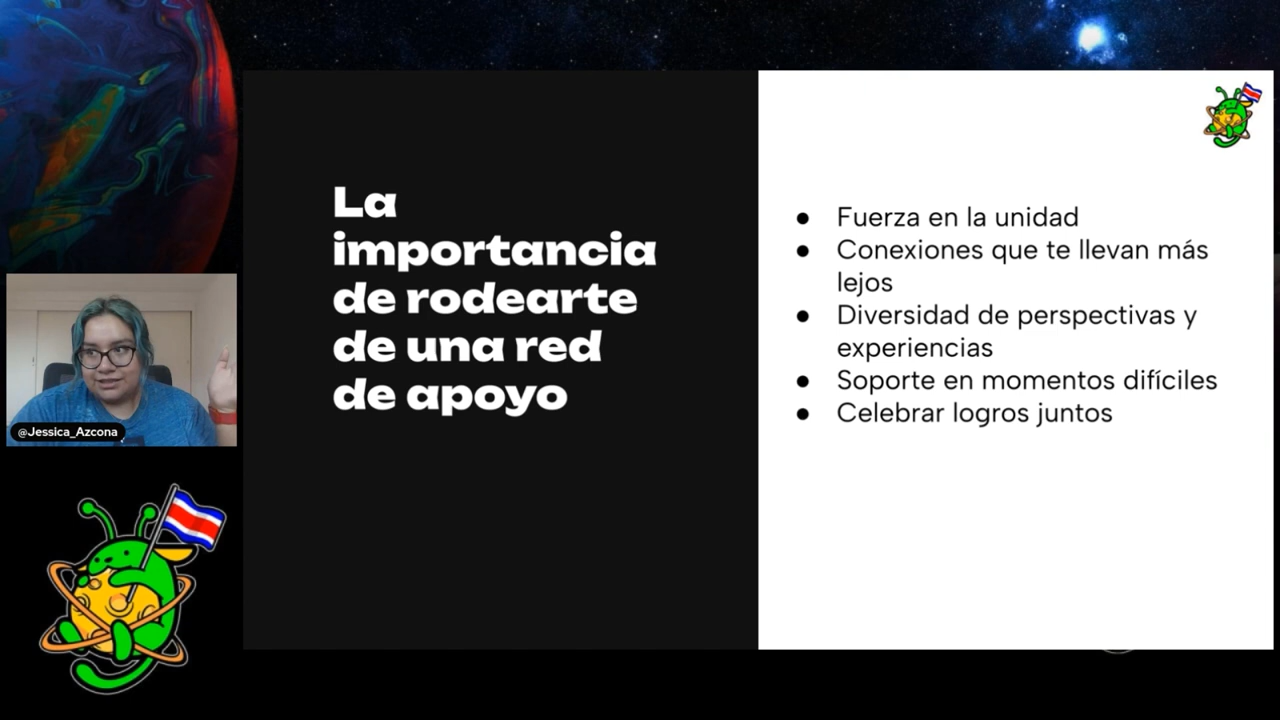 La
importancia
de rodearte
de una red
de apoyo
● Fuerza en la unidad
● Conexiones que te llevan más
lejos
● Diversidad de perspectivas y
experiencias
● Soporte en momentos difíciles
● Celebrar logros juntos
@Jessica_Azcona